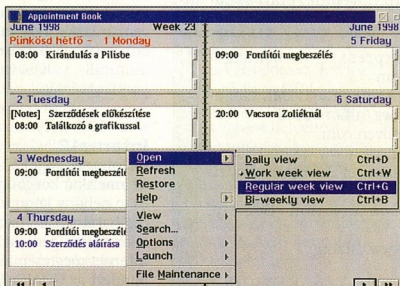 Appointment Book
June 1998 Week 23
Pünkösd hétfő - 1 Monday
08:00 Kirándulás a Pilisbe
2 Tuesday
[Notes] Szerződések előkészítése
08:00 Találkozó a grafikussal
3 Wednesday
09:00 Fordítói megbeszélé
4 Thursday
09:00 Fordítói megbeszélé
10:00 Szerződés aláírása
June 1998
5 Friday
09:00 Fordítói megbeszélés
6 Saturday
20:00 Vacsora Zoliéknál
Open
Refresh
Restore
Help
View
Search...
Options
Launch
File Maintenance
Daily view Ctrl+D
Work week view Ctrl+W
Regular week view Ctrl+G
Bi-weekly view Ctrl+B